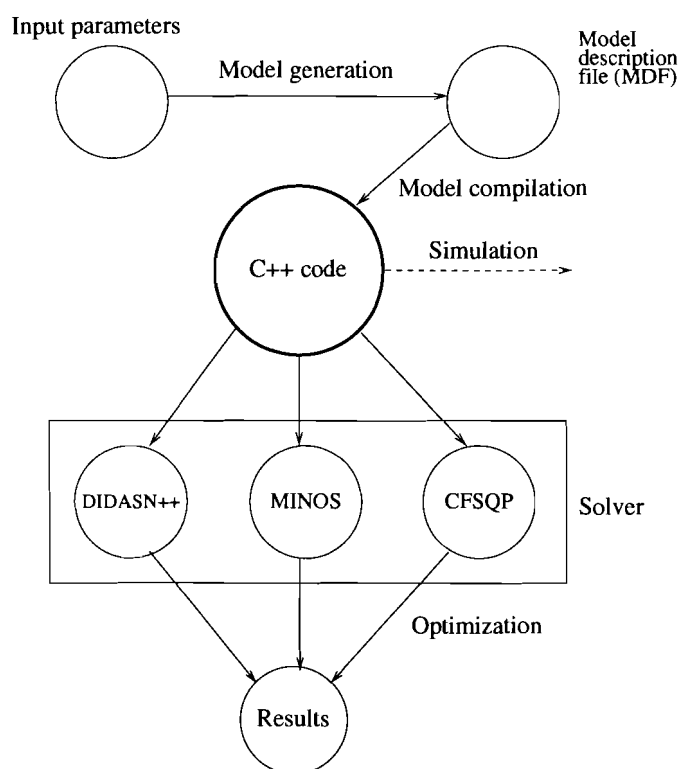 Input parameters
Model
description
file (MDF)
Model generation
Model compilation
C++ code
Simulation
DIDASN++
MINOS
CFSQP
Solver
Optimization
Results